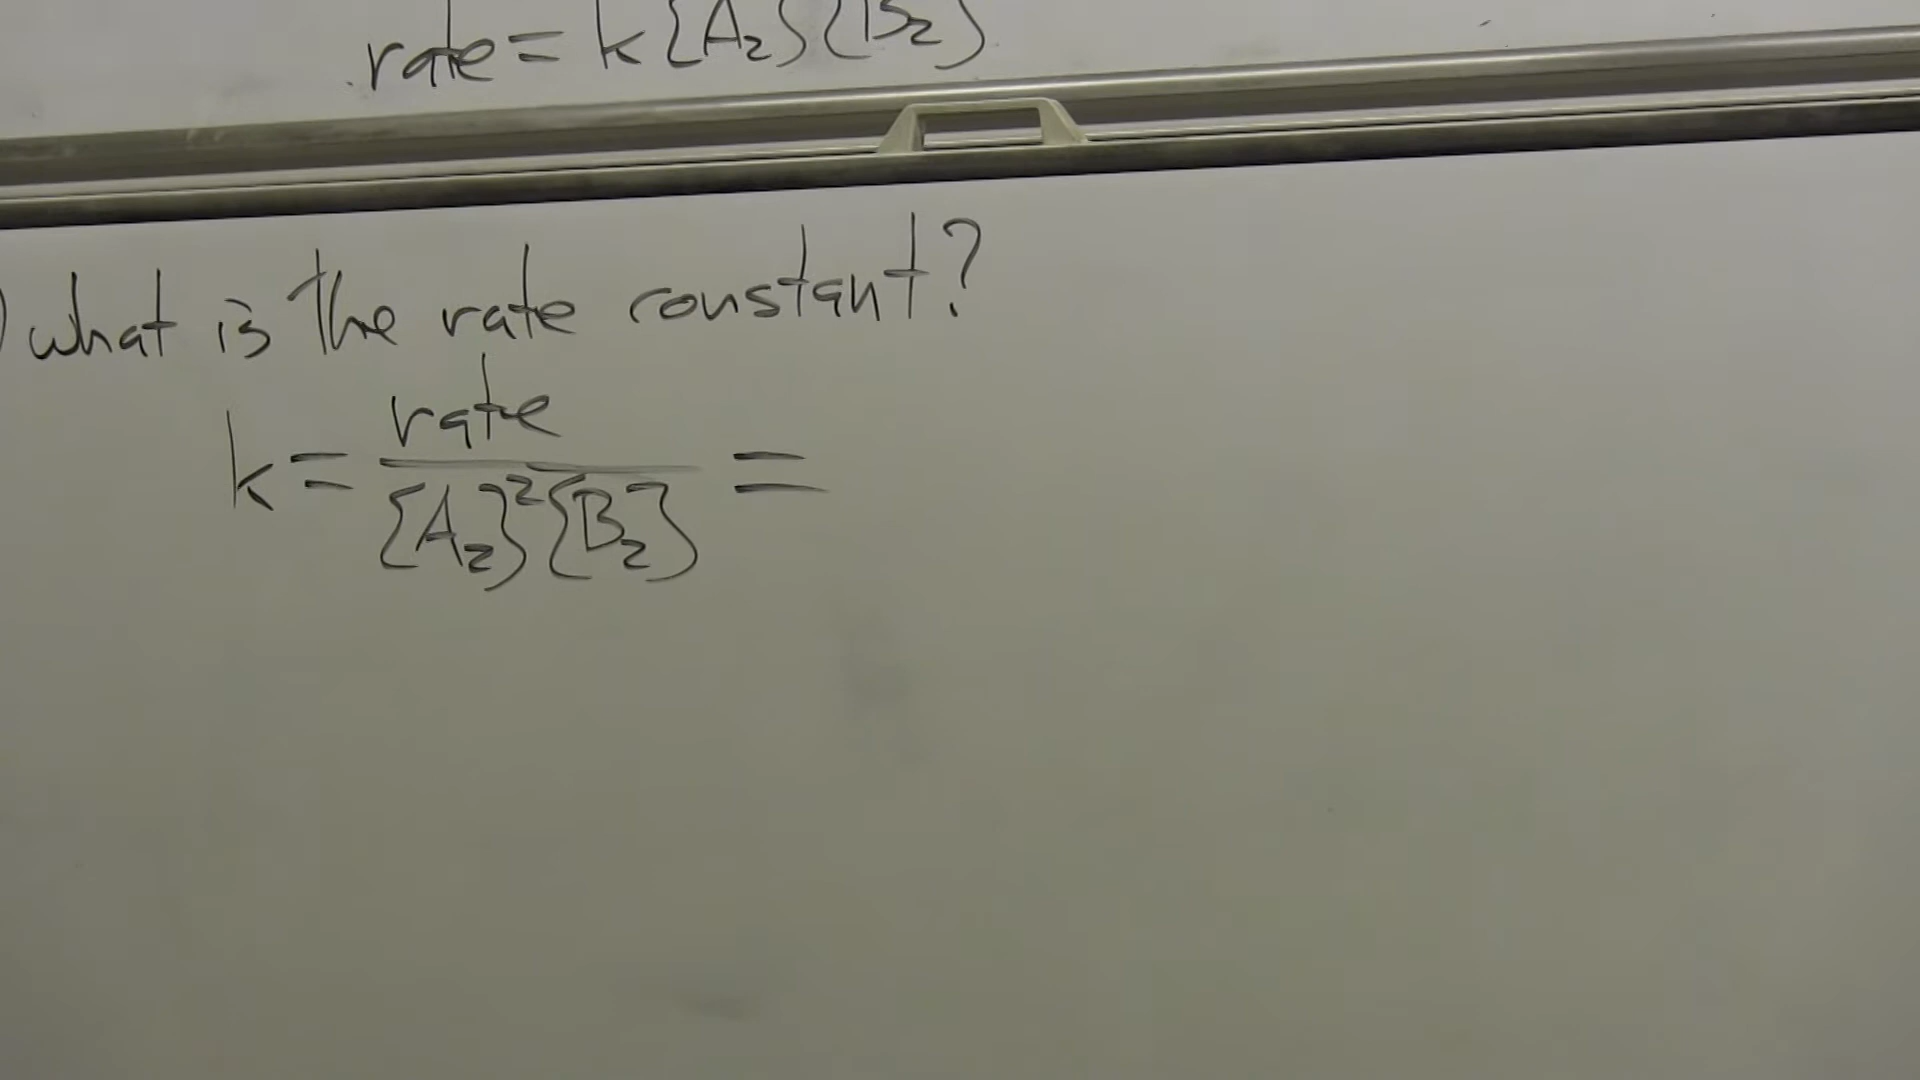 rate = k{A₂}{B₂}
) what is the rate constant?
k = rate / {A₂}²{B₂} =